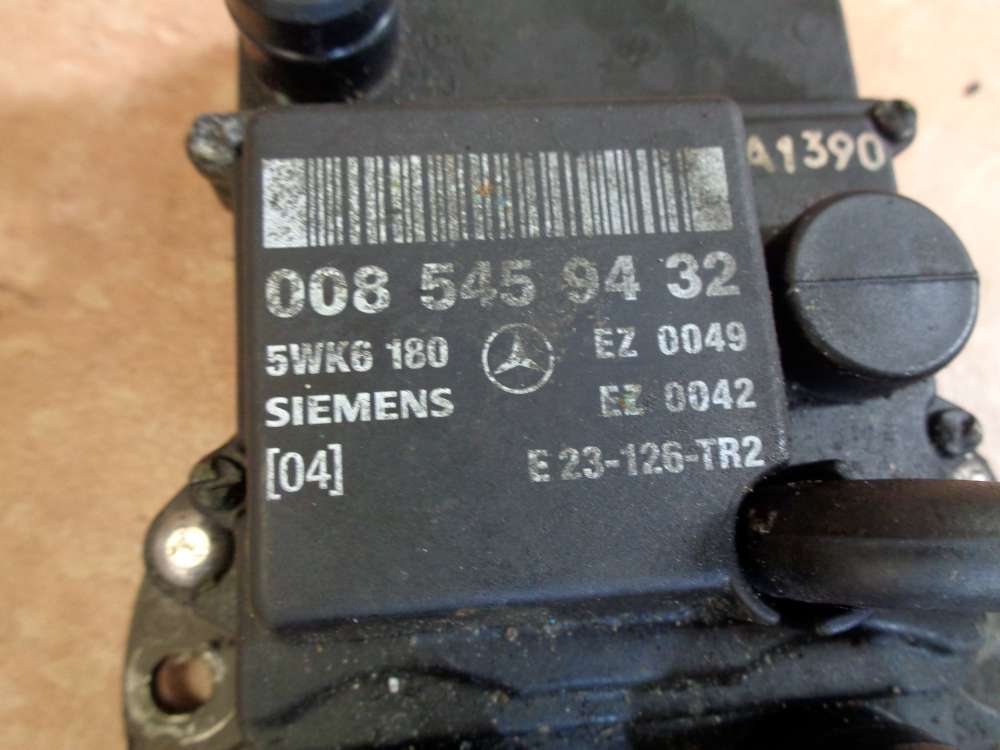 A1390
008 545 94 32
5WK6 180 EZ 0049
SIEMENS EZ 0042
[04] E 23-126-TR2